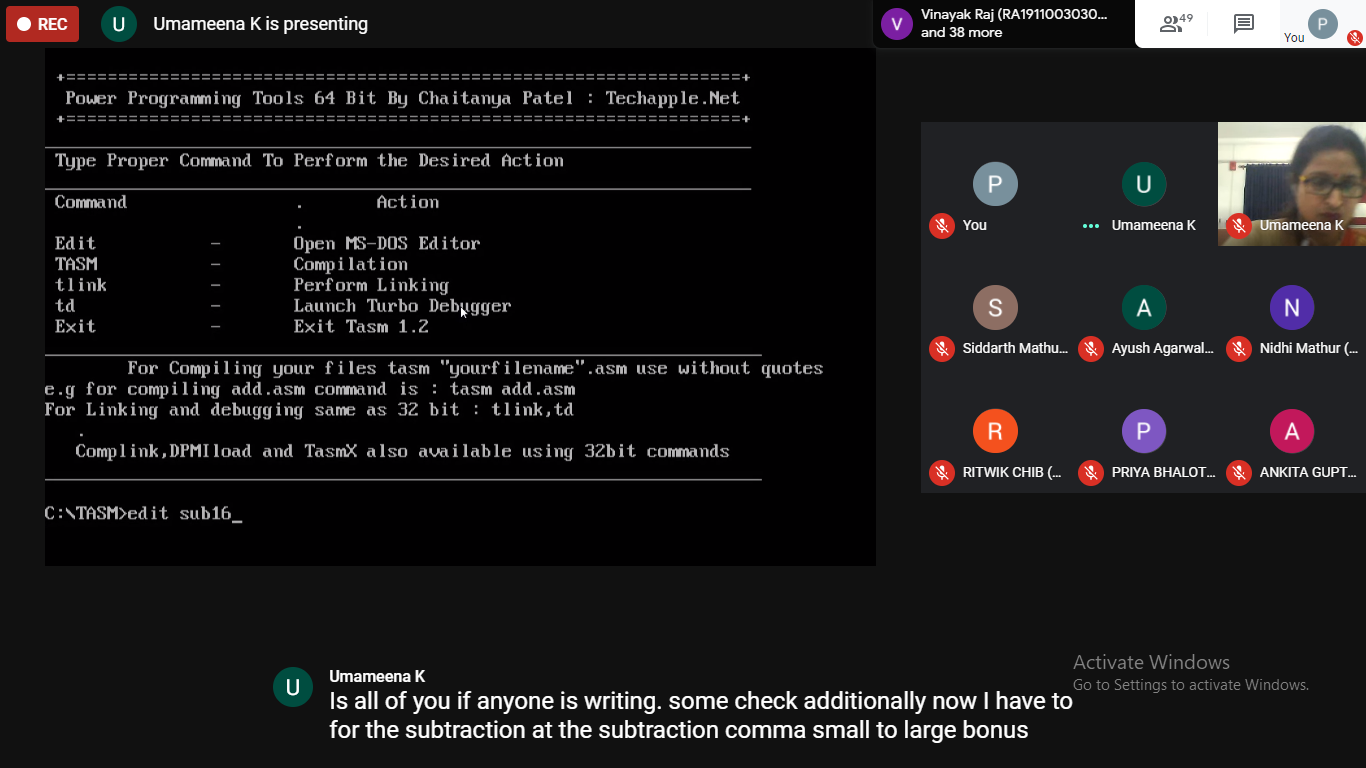 REC
U
Umameena K is presenting
V
Vinayak Raj (RA1911003030...
and 38 more
49
You
P
+==================================================================+
Power Programming Tools 64 Bit By Chaitanya Patel : Techapple.Net
+==================================================================+
Type Proper Command To Perform the Desired Action
Command . Action
.
Edit - Open MS-DOS Editor
TASM - Compilation
tlink - Perform Linking
td - Launch Turbo Debugger
Exit - Exit Tasm 1.2
For Compiling your files tasm "yourfilename".asm use without quotes
e.g for compiling add.asm command is : tasm add.asm
For Linking and debugging same as 32 bit : tlink,td
.
Complink,DPMIload and TasmX also available using 32bit commands
C:\TASM>edit sub16_
P
You
U
Umameena K
Umameena K
S
Siddarth Mathu...
A
Ayush Agarwal...
N
Nidhi Mathur (...
R
RITWIK CHIB (...
P
PRIYA BHALOT...
A
ANKITA GUPT...
Activate Windows
Go to Settings to activate Windows.
U
Umameena K
Is all of you if anyone is writing. some check additionally now I have to
for the subtraction at the subtraction comma small to large bonus